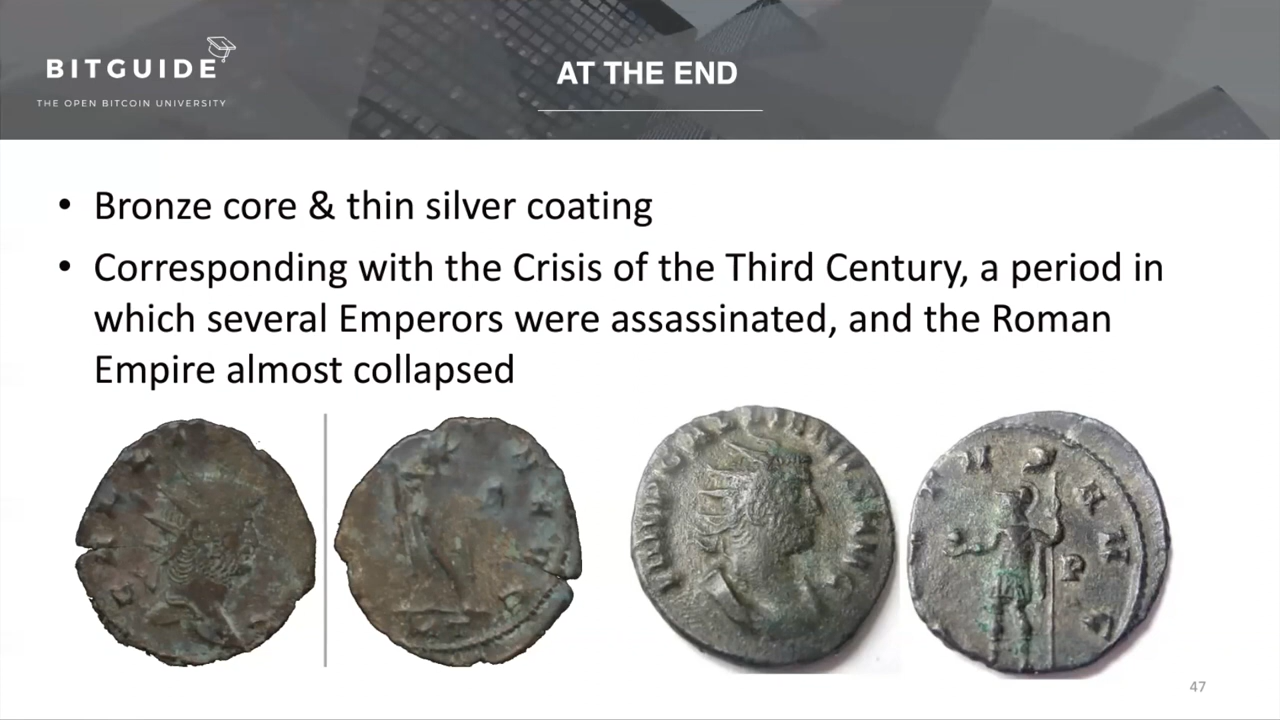 BITGUIDE
THE OPEN BITCOIN UNIVERSITY
AT THE END
• Bronze core & thin silver coating
• Corresponding with the Crisis of the Third Century, a period in
which several Emperors were assassinated, and the Roman
Empire almost collapsed
47